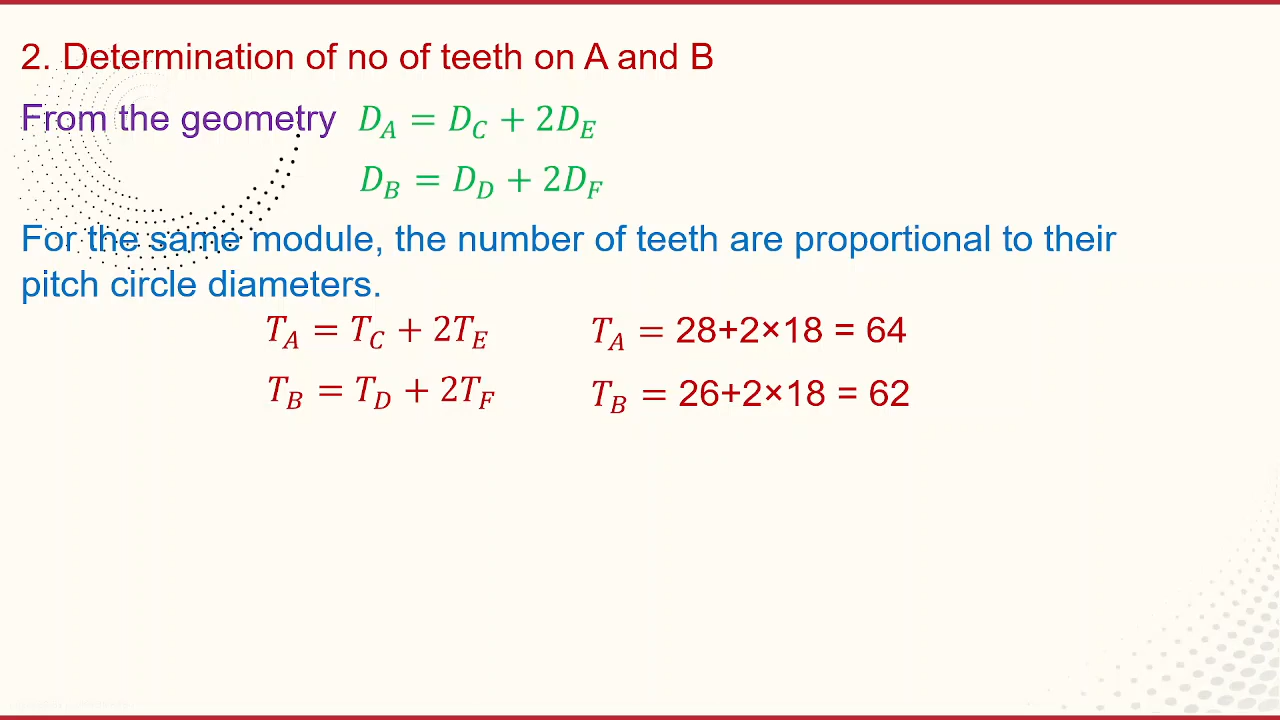 2. Determination of no of teeth on A and B
From the geometry D_A = D_C + 2D_E
D_B = D_D + 2D_F
For the same module, the number of teeth are proportional to their
pitch circle diameters.
T_A = T_C + 2T_E T_A = 28+2×18 = 64
T_B = T_D + 2T_F T_B = 26+2×18 = 62